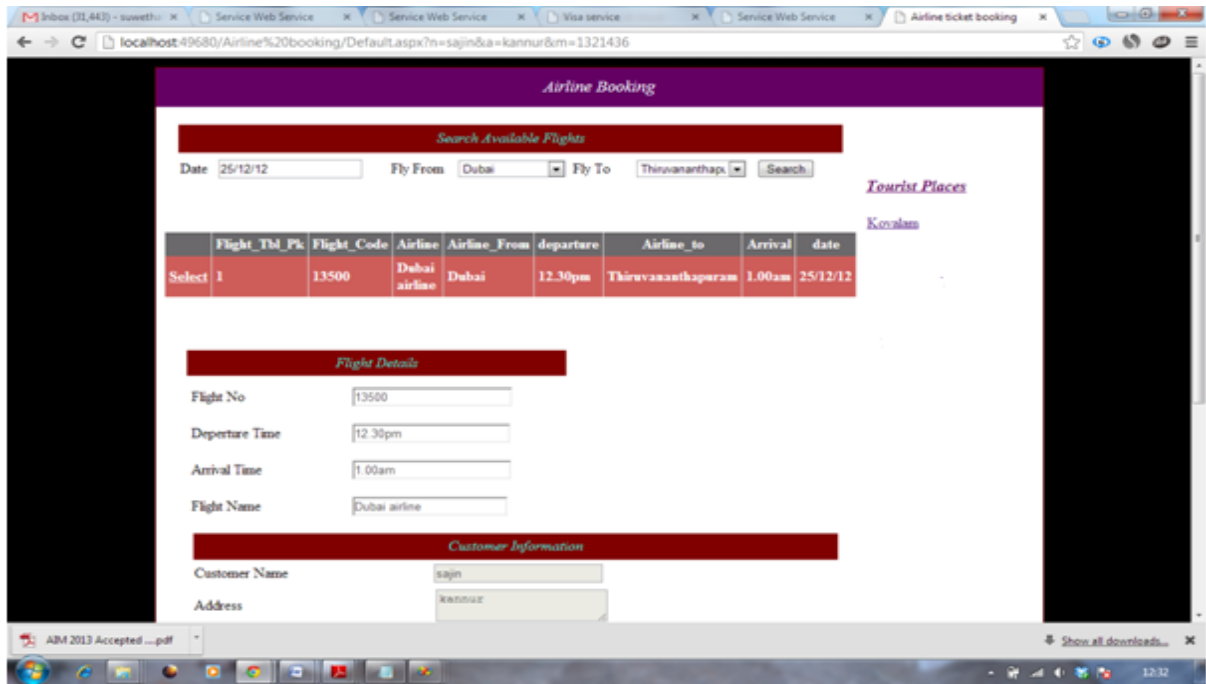 Inbox (31,443) - suwetha
Service Web Service
Service Web Service
Visa service
Service Web Service
Airline ticket booking
localhost:49680/Airline%20booking/Default.aspx?n=sajin&a=kannur&m=1321436
Airline Booking
Search Available Flights
Date 25/12/12 Fly From Dubai Fly To Thiruvananthapu Search
Tourist Places
Kovalam
Flight_Tbl_Pk Flight_Code Airline Airline_From departure Airline_to Arrival date
Select 1 13500 Dubai airline Dubai 12.30pm Thiruvananthapuram 1.00am 25/12/12
Flight Details
Flight No 13500
Deperture Time 12.30pm
Arrival Time 1.00am
Flight Name Dubai airline
Customer Information
Customer Name sajin
Address kannur
AIM 2013 Accepted ....pdf
Show all downloads...
12:32